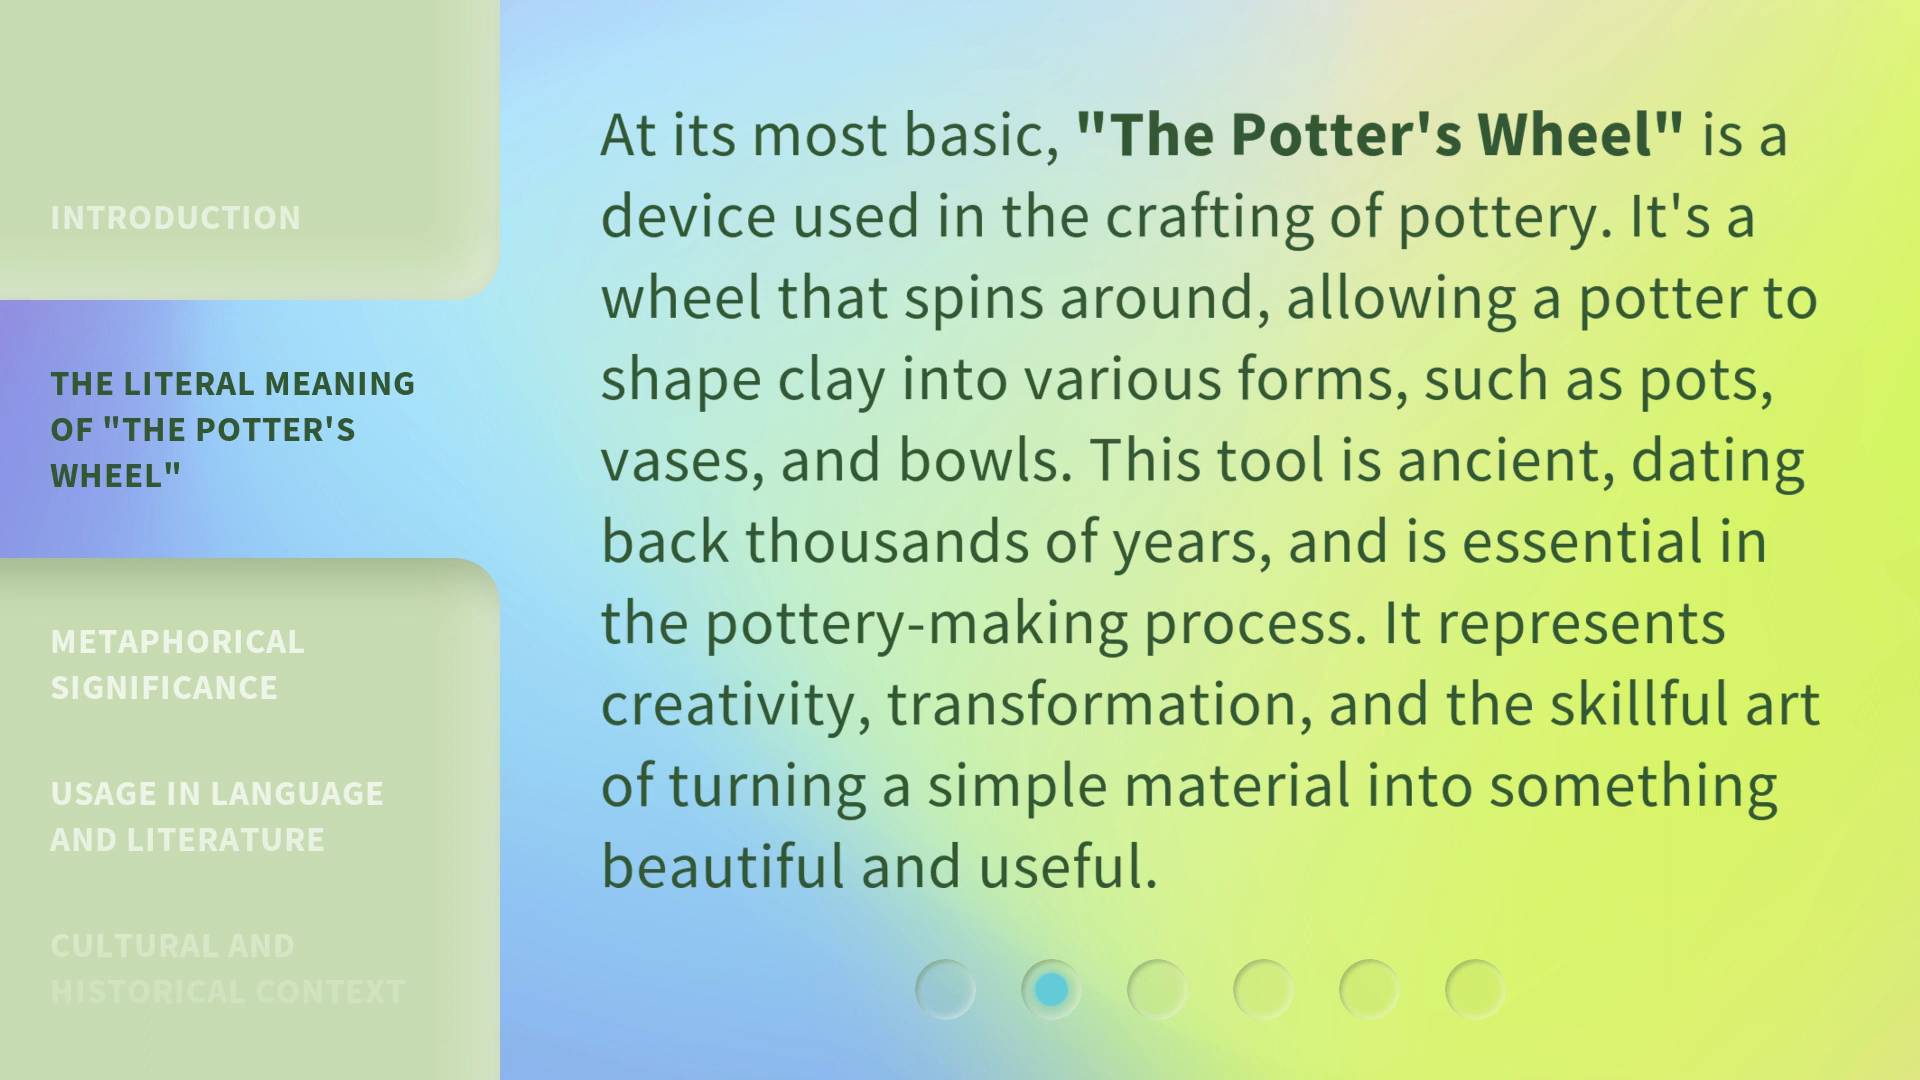 INTRODUCTION
THE LITERAL MEANING
OF "THE POTTER'S
WHEEL"
METAPHORICAL
SIGNIFICANCE
USAGE IN LANGUAGE
AND LITERATURE
CULTURAL AND
HISTORICAL CONTEXT
At its most basic, "The Potter's Wheel" is a
device used in the crafting of pottery. It's a
wheel that spins around, allowing a potter to
shape clay into various forms, such as pots,
vases, and bowls. This tool is ancient, dating
back thousands of years, and is essential in
the pottery-making process. It represents
creativity, transformation, and the skillful art
of turning a simple material into something
beautiful and useful.